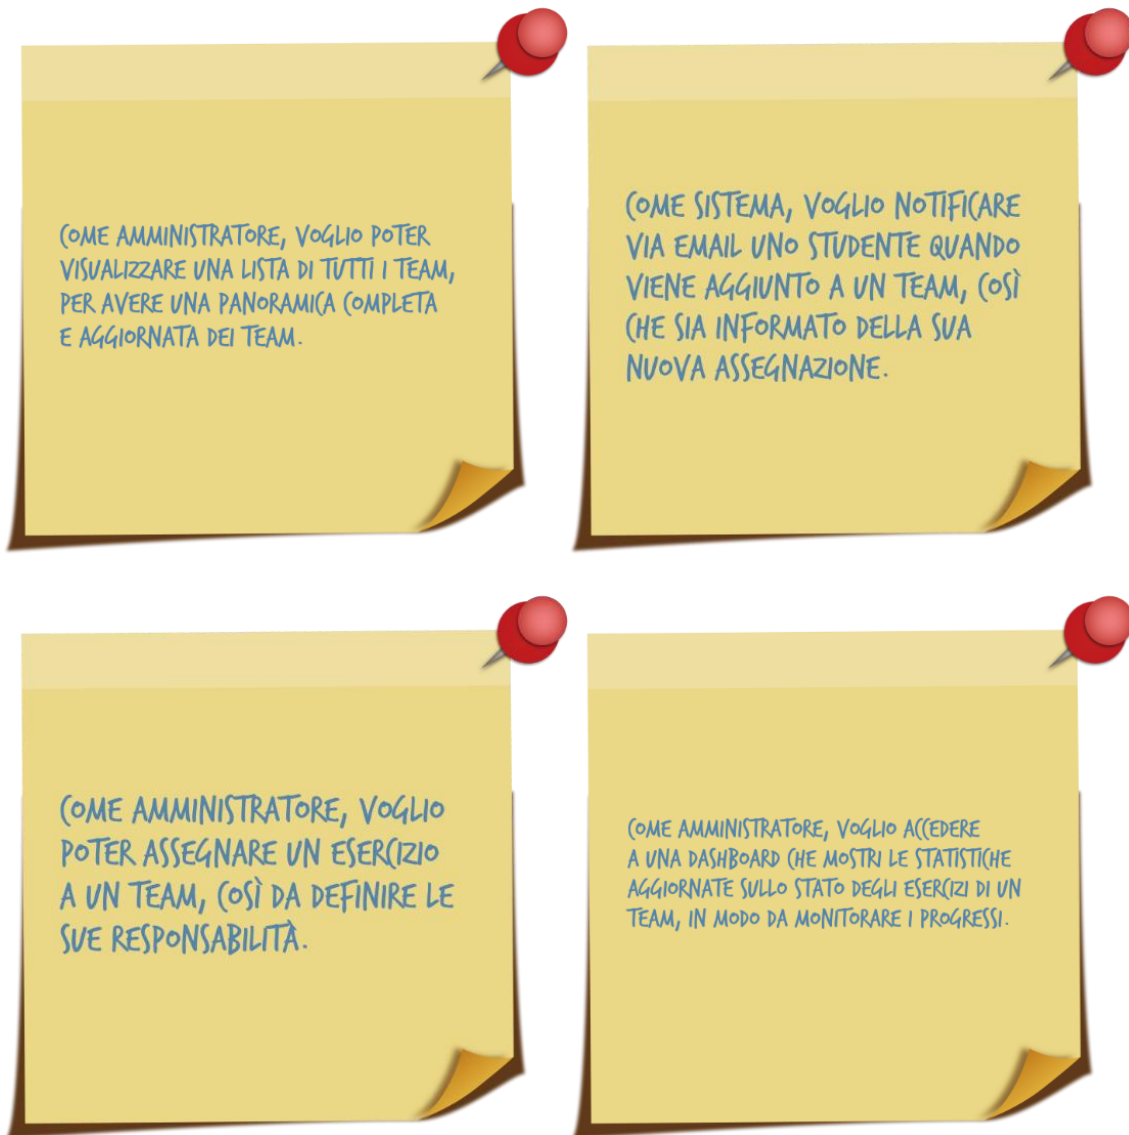 COME AMMINISTRATORE, VOGLIO POTER
VISUALIZZARE UNA LISTA DI TUTTI I TEAM,
PER AVERE UNA PANORAMICA COMPLETA
E AGGIORNATA DEI TEAM.
COME SISTEMA, VOGLIO NOTIFICARE
VIA EMAIL UNO STUDENTE QUANDO
VIENE AGGIUNTO A UN TEAM, COSÌ
CHE SIA INFORMATO DELLA SUA
NUOVA ASSEGNAZIONE.
COME AMMINISTRATORE, VOGLIO
POTER ASSEGNARE UN ESERCIZIO
A UN TEAM, COSÌ DA DEFINIRE LE
SUE RESPONSABILITÀ.
COME AMMINISTRATORE, VOGLIO ACCEDERE
A UNA DASHBOARD CHE MOSTRI LE STATISTICHE
AGGIORNATE SULLO STATO DEGLI ESERCIZI DI UN
TEAM, IN MODO DA MONITORARE I PROGRESSI.